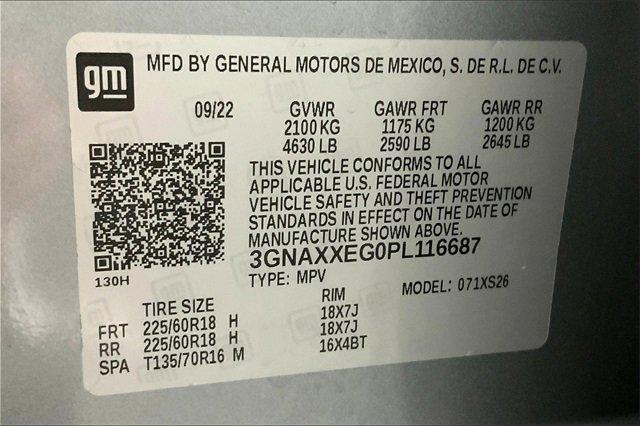 gm
MFD BY GENERAL MOTORS DE MEXICO, S. DE R.L. DE C.V.
09/22 GVWR GAWR FRT GAWR RR
2100 KG 1175 KG 1200 KG
4630 LB 2590 LB 2645 LB
THIS VEHICLE CONFORMS TO ALL
APPLICABLE U.S. FEDERAL MOTOR
VEHICLE SAFETY AND THEFT PREVENTION
STANDARDS IN EFFECT ON THE DATE OF
MANUFACTURE SHOWN ABOVE.
3GNAXXEG0PL116687
130H
TYPE: MPV MODEL: 071XS26
TIRE SIZE RIM
FRT 225/60R18 H 18X7J
RR 225/60R18 H 18X7J
SPA T135/70R16 M 16X4BT